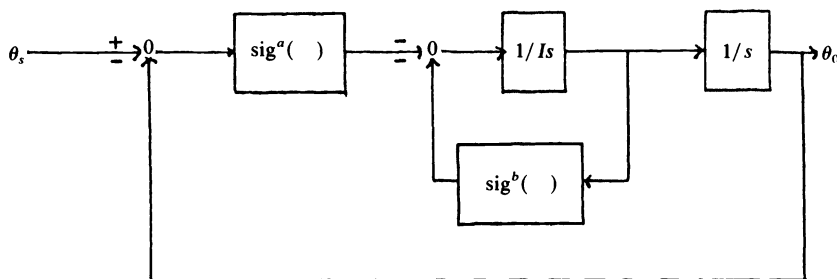 θₛ + − 0 sigᵃ( ) − − 0 1/Is 1/s θ₀
sigᵇ( )